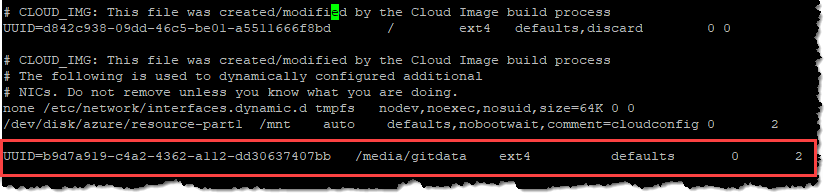 # CLOUD_IMG: This file was created/modified by the Cloud Image build process
UUID=d842c938-09dd-46c5-be01-a5511666f8bd / ext4 defaults,discard 0 0
# CLOUD_IMG: This file was created/modified by the Cloud Image build process
# The following is used to dynamically configured additional
# NICs. Do not remove unless you know what you are doing.
none /etc/network/interfaces.dynamic.d tmpfs nodev,noexec,nosuid,size=64K 0 0
/dev/disk/azure/resource-part1 /mnt auto defaults,nobootwait,comment=cloudconfig 0 2
UUID=b9d7a919-c4a2-4362-a112-dd30637407bb /media/gitdata ext4 defaults 0 2